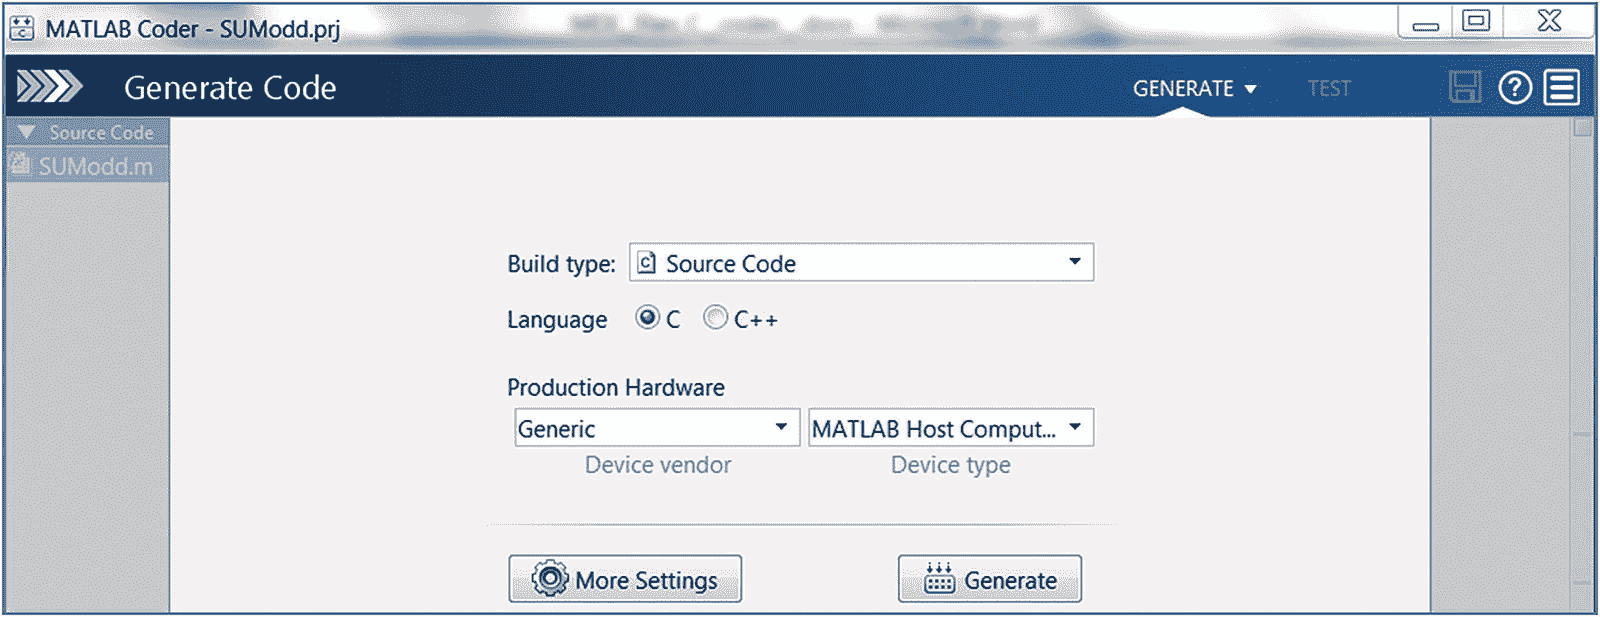 MATLAB Coder - SUModd.prj
Generate Code
GENERATE
TEST
Source Code
SUModd.m
Build type: Source Code
Language C C++
Production Hardware
Generic MATLAB Host Comput...
Device vendor Device type
More Settings Generate